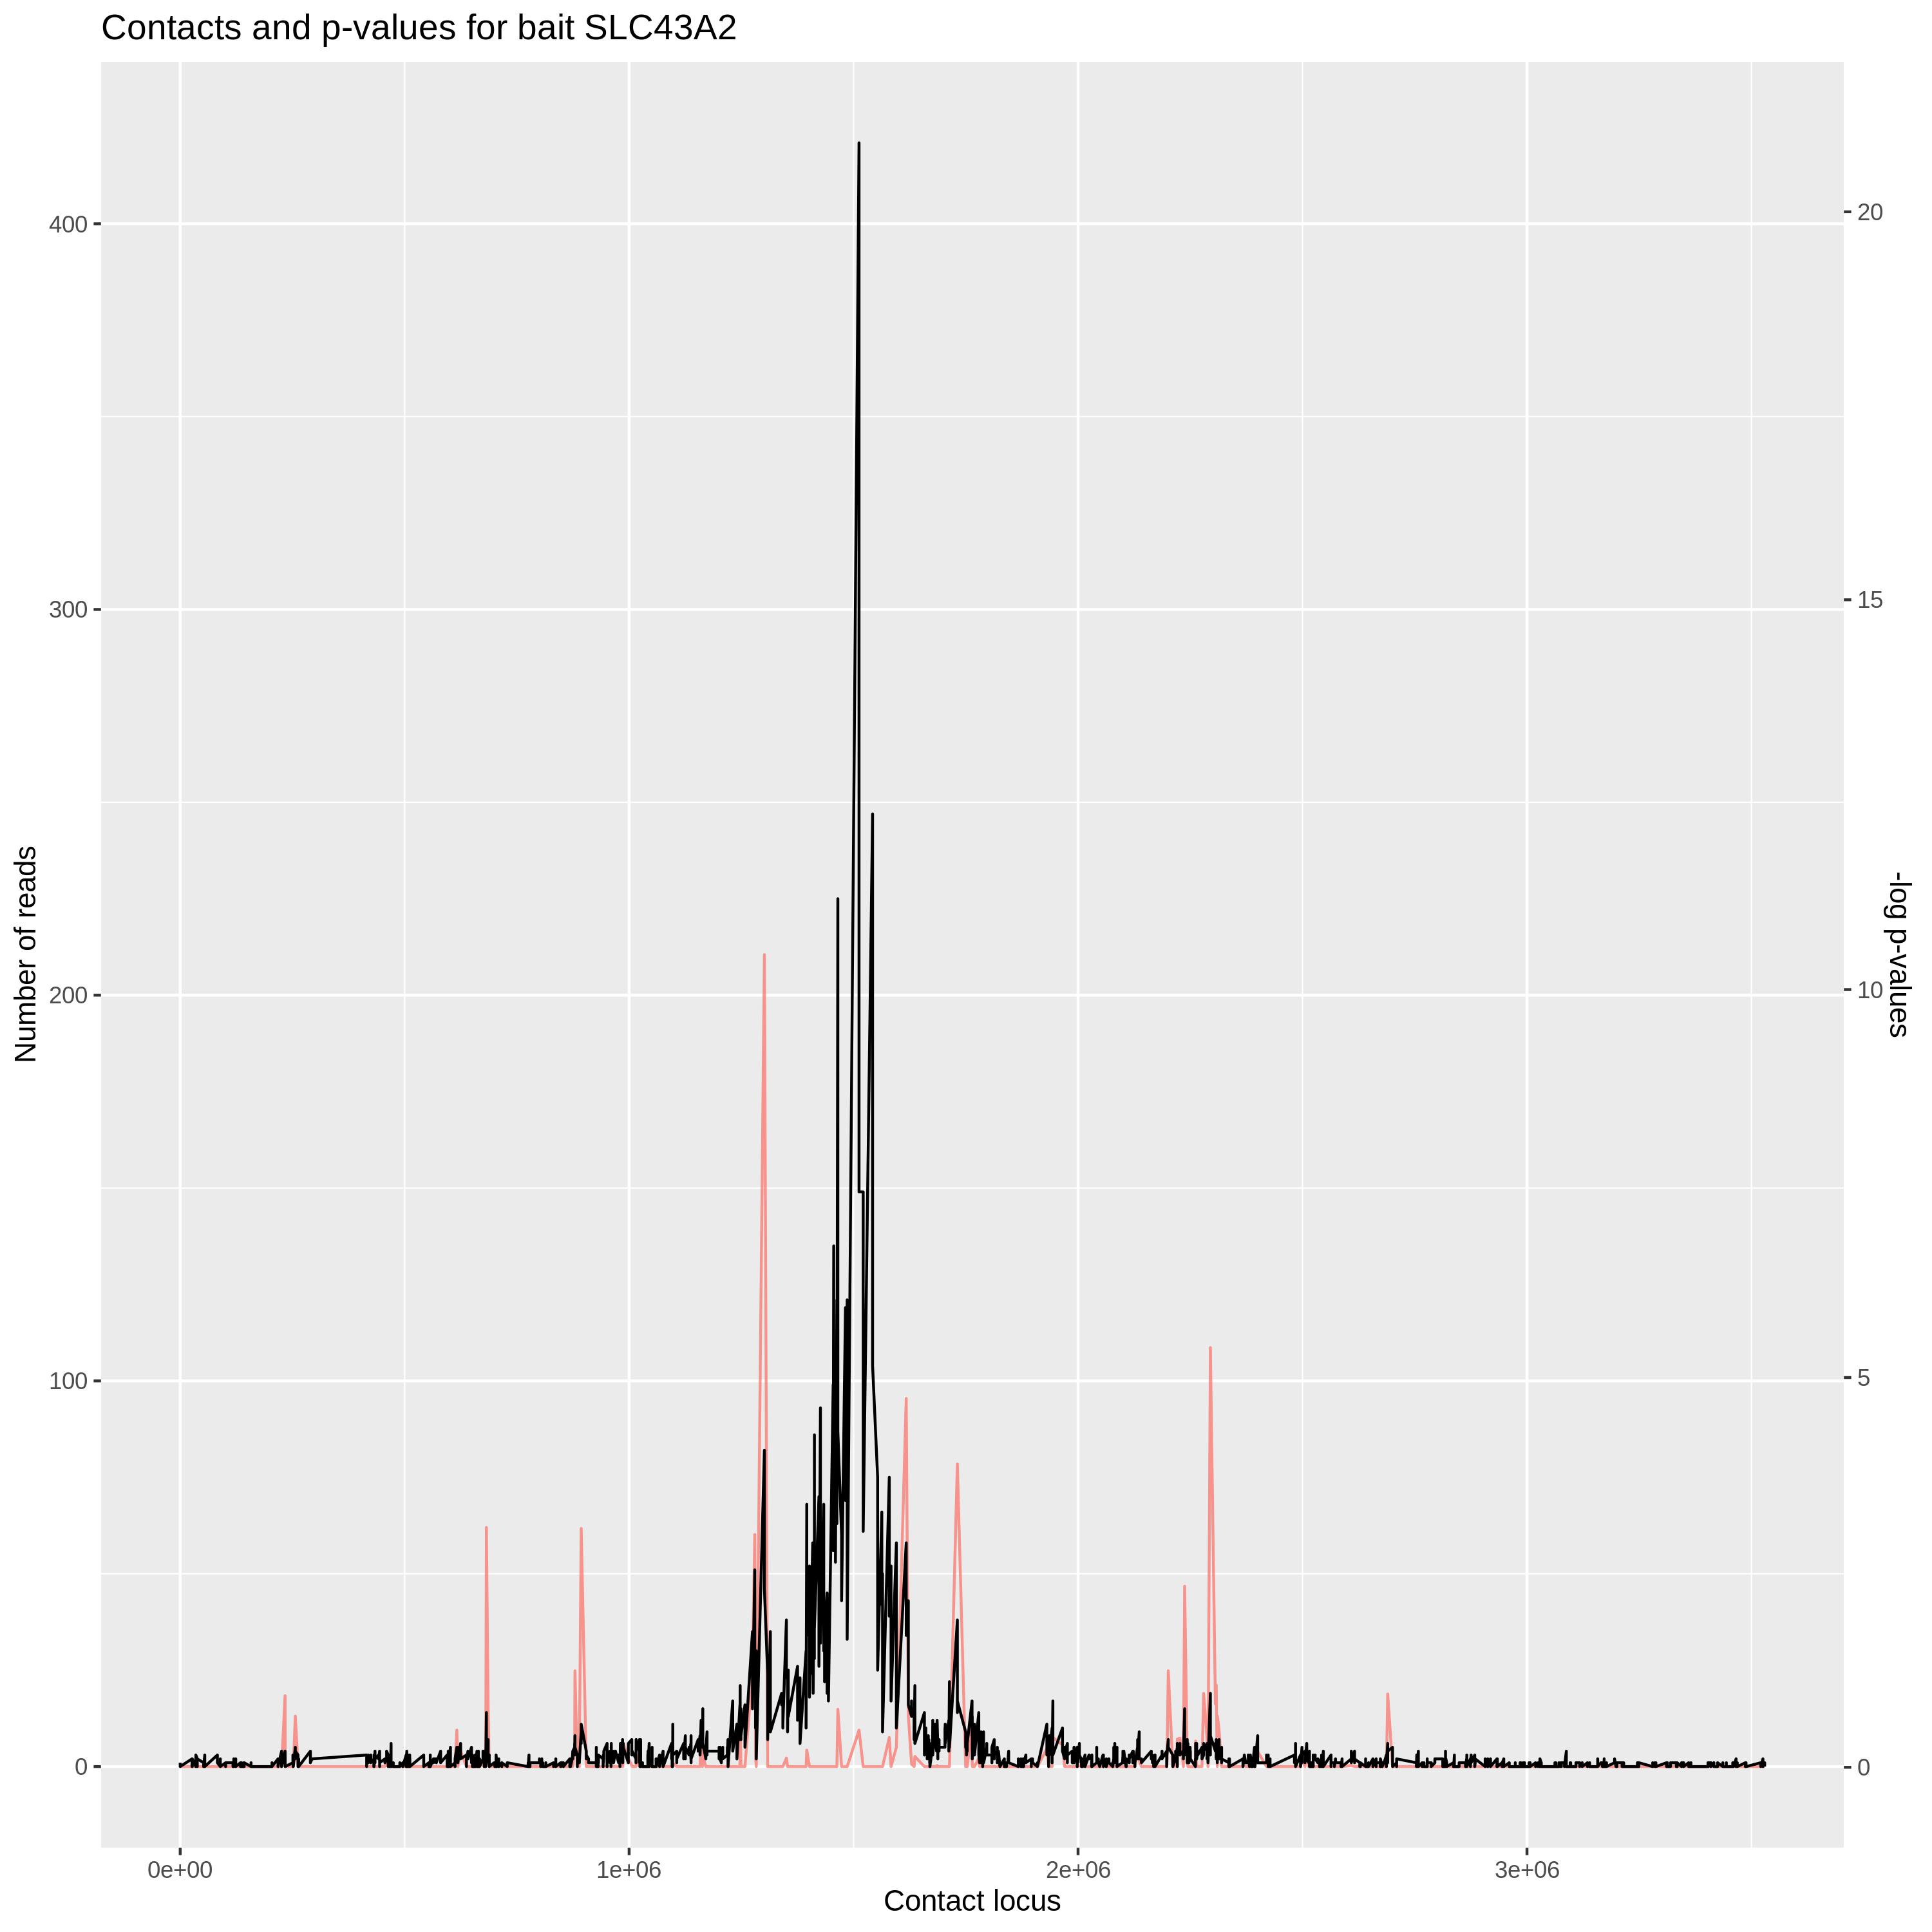 Contacts and p-values for bait SLC43A2
Number of reads
400
300
200
100
0
20
15
10
5
0
-log p-values
0e+00
1e+06
2e+06
3e+06
Contact locus